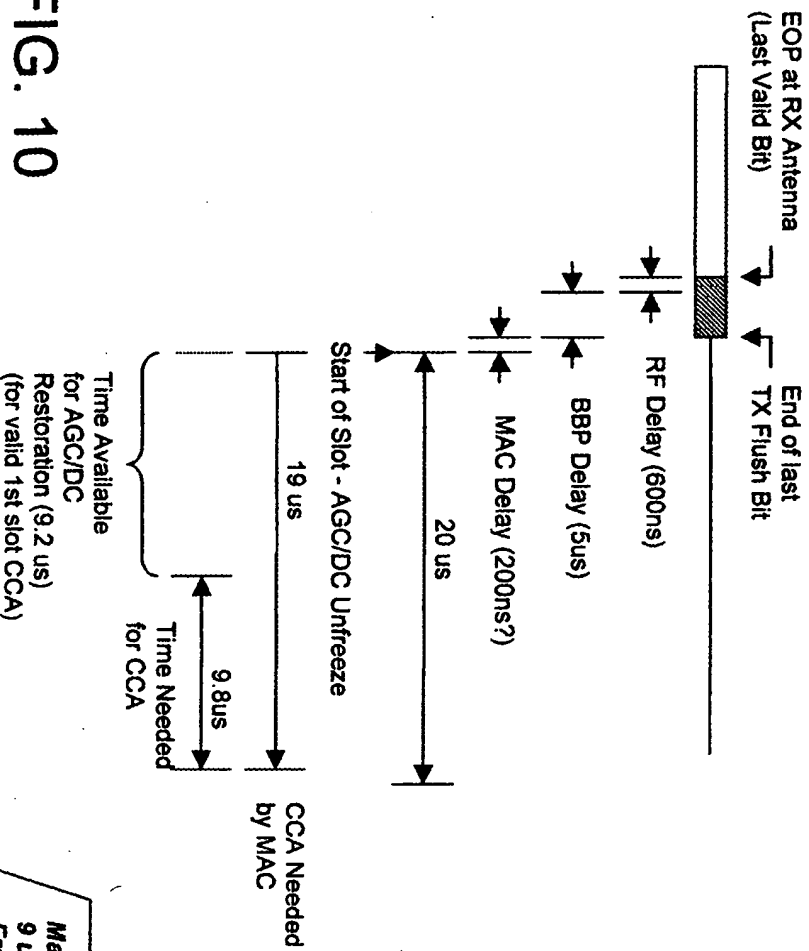 EOP at RX Antenna
(Last Valid Bit)
End of last
TX Flush Bit
RF Delay (600ns)
BBP Delay (5us)
MAC Delay (200ns?)
20 us
Start of Slot - AGC/DC Unfreeze
19 us
CCA Needed
by MAC
9.8us
Time Needed
for CCA
Time Available
for AGC/DC
Restoration (9.2 us)
(for valid 1st slot CCA)
FIG. 10